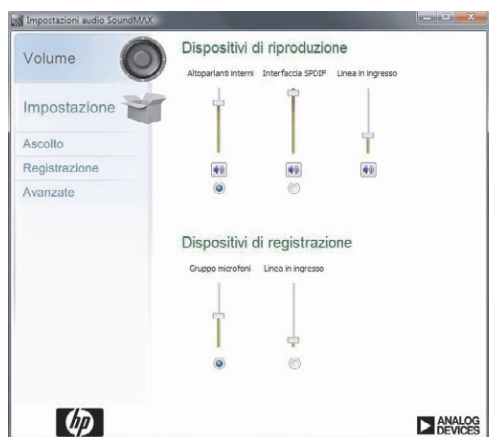 Impostazioni audio SoundMAX
Volume
Impostazione
Ascolto
Registrazione
Avanzate
Dispositivi di riproduzione
Altoparlanti interni Interfaccia SPDIF Linea in ingresso
Dispositivi di registrazione
Gruppo microfoni Linea in ingresso
hp
ANALOG
DEVICES